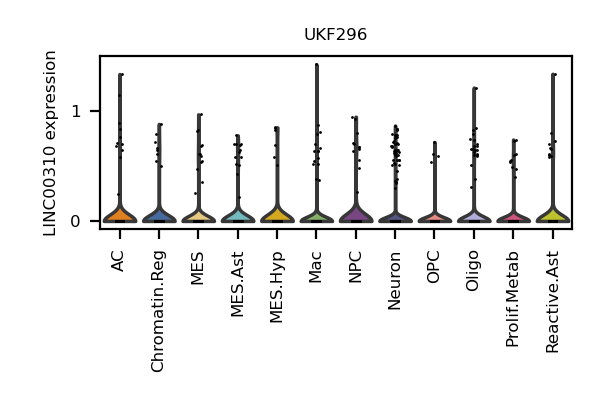 UKF296
LINC00310 expression
1
0
AC
Chromatin.Reg
MES
MES.Ast
MES.Hyp
Mac
NPC
Neuron
OPC
Oligo
Prolif.Metab
Reactive.Ast